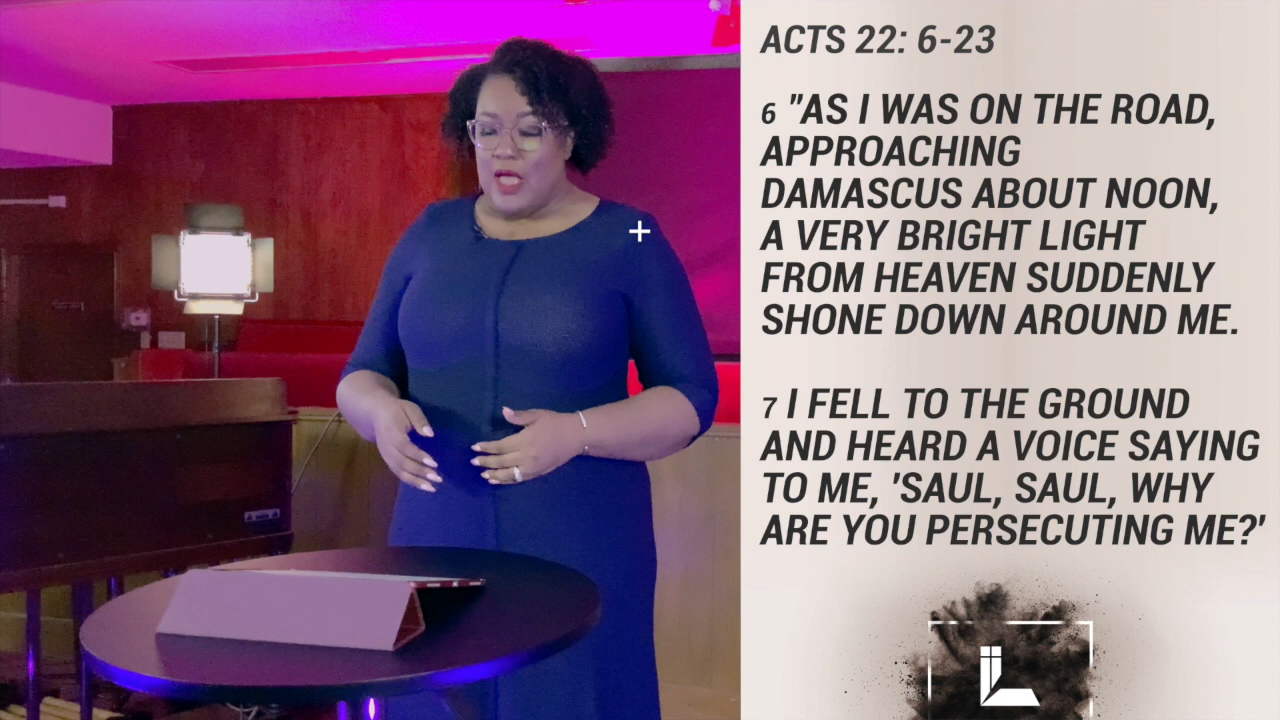 ACTS 22: 6-23
6 "AS I WAS ON THE ROAD,
APPROACHING
DAMASCUS ABOUT NOON,
A VERY BRIGHT LIGHT
FROM HEAVEN SUDDENLY
SHONE DOWN AROUND ME.
7 I FELL TO THE GROUND
AND HEARD A VOICE SAYING
TO ME, 'SAUL, SAUL, WHY
ARE YOU PERSECUTING ME?'